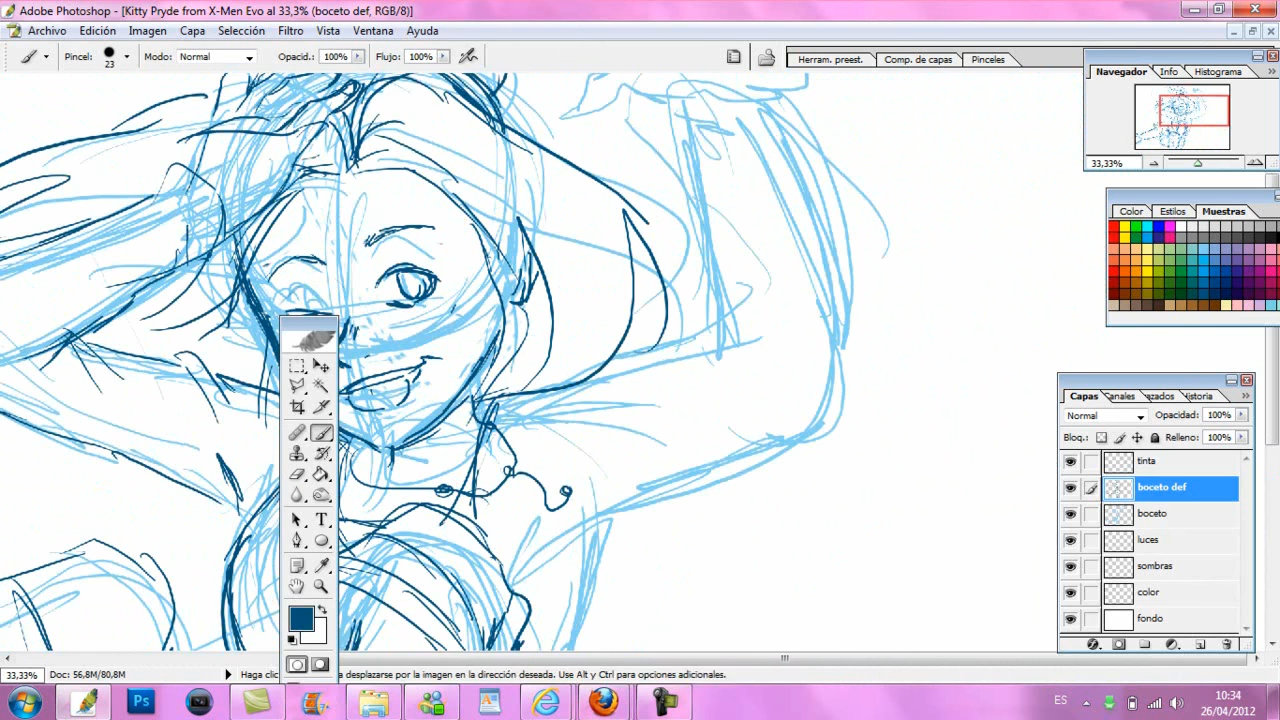 Adobe Photoshop - [Kitty Pryde from X-Men Evo al 33,3% (boceto def, RGB/8)]
Archivo Edición Imagen Capa Selección Filtro Vista Ventana Ayuda
Pincel: 23 Modo: Normal Opacid.: 100% Flujo: 100% Herram. preest. Comp. de capas Pinceles
Navegador Info Histograma
33,33%
Color Estilos Muestras
Capas Canales azados Historia
Normal Opacidad: 100%
Bloq.: Relleno: 100%
tinta
boceto def
boceto
luces
sombras
color
fondo
33,33% Doc: 56,8M/80,8M Haga clic desplazarse por la imagen en la dirección deseada. Use Alt y Ctrl para opciones adicionales.
Ps
ES
10:34
26/04/2012